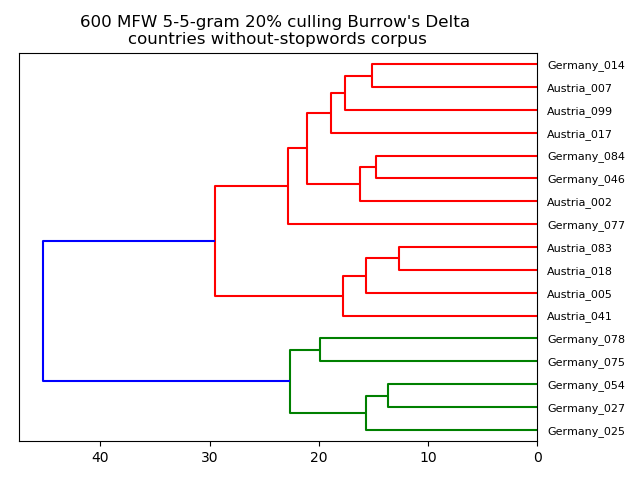 600 MFW 5-5-gram 20% culling Burrow's Delta
countries without-stopwords corpus
Germany_014
Austria_007
Austria_099
Austria_017
Germany_084
Germany_046
Austria_002
Germany_077
Austria_083
Austria_018
Austria_005
Austria_041
Germany_078
Germany_075
Germany_054
Germany_027
Germany_025
40 30 20 10 0